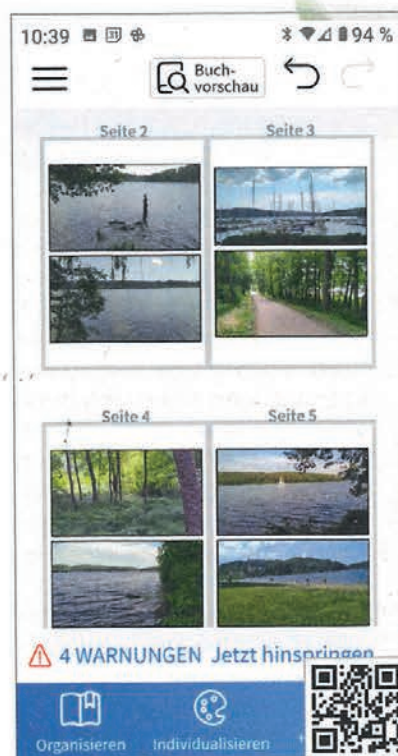 10:39 94 %
Buch-
vorschau
Seite 2 Seite 3
Seite 4 Seite 5
4 WARNUNGEN Jetzt hinspringen
Organisieren Individualisieren